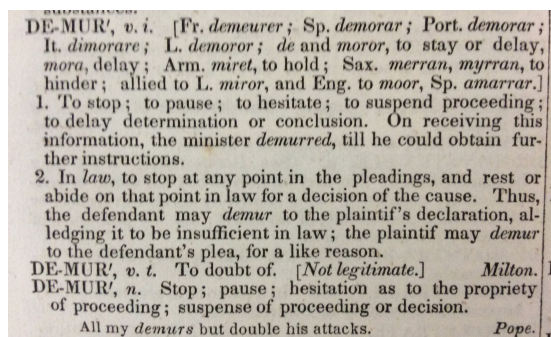 DE-MUR', v. i. [Fr. demeurer; Sp. demorar; Port. demorar;
It. dimorare; L. demoror; de and moror, to stay or delay,
mora, delay; Arm. miret, to hold; Sax. merran, myrran, to
hinder; allied to L. miror, and Eng. to moor, Sp. amarrar.]
1. To stop; to pause; to hesitate; to suspend proceeding;
to delay determination or conclusion. On receiving this
information, the minister demurred, till he could obtain fur-
ther instructions.
2. In law, to stop at any point in the pleadings, and rest or
abide on that point in law for a decision of the cause. Thus,
the defendant may demur to the plaintif's declaration, al-
ledging it to be insufficient in law; the plaintif may demur
to the defendant's plea, for a like reason.
DE-MUR', v. t. To doubt of. [Not legitimate.] Milton.
DE-MUR', n. Stop; pause; hesitation as to the propriety
of proceeding; suspense of proceeding or decision.
All my demurs but double his attacks. Pope.